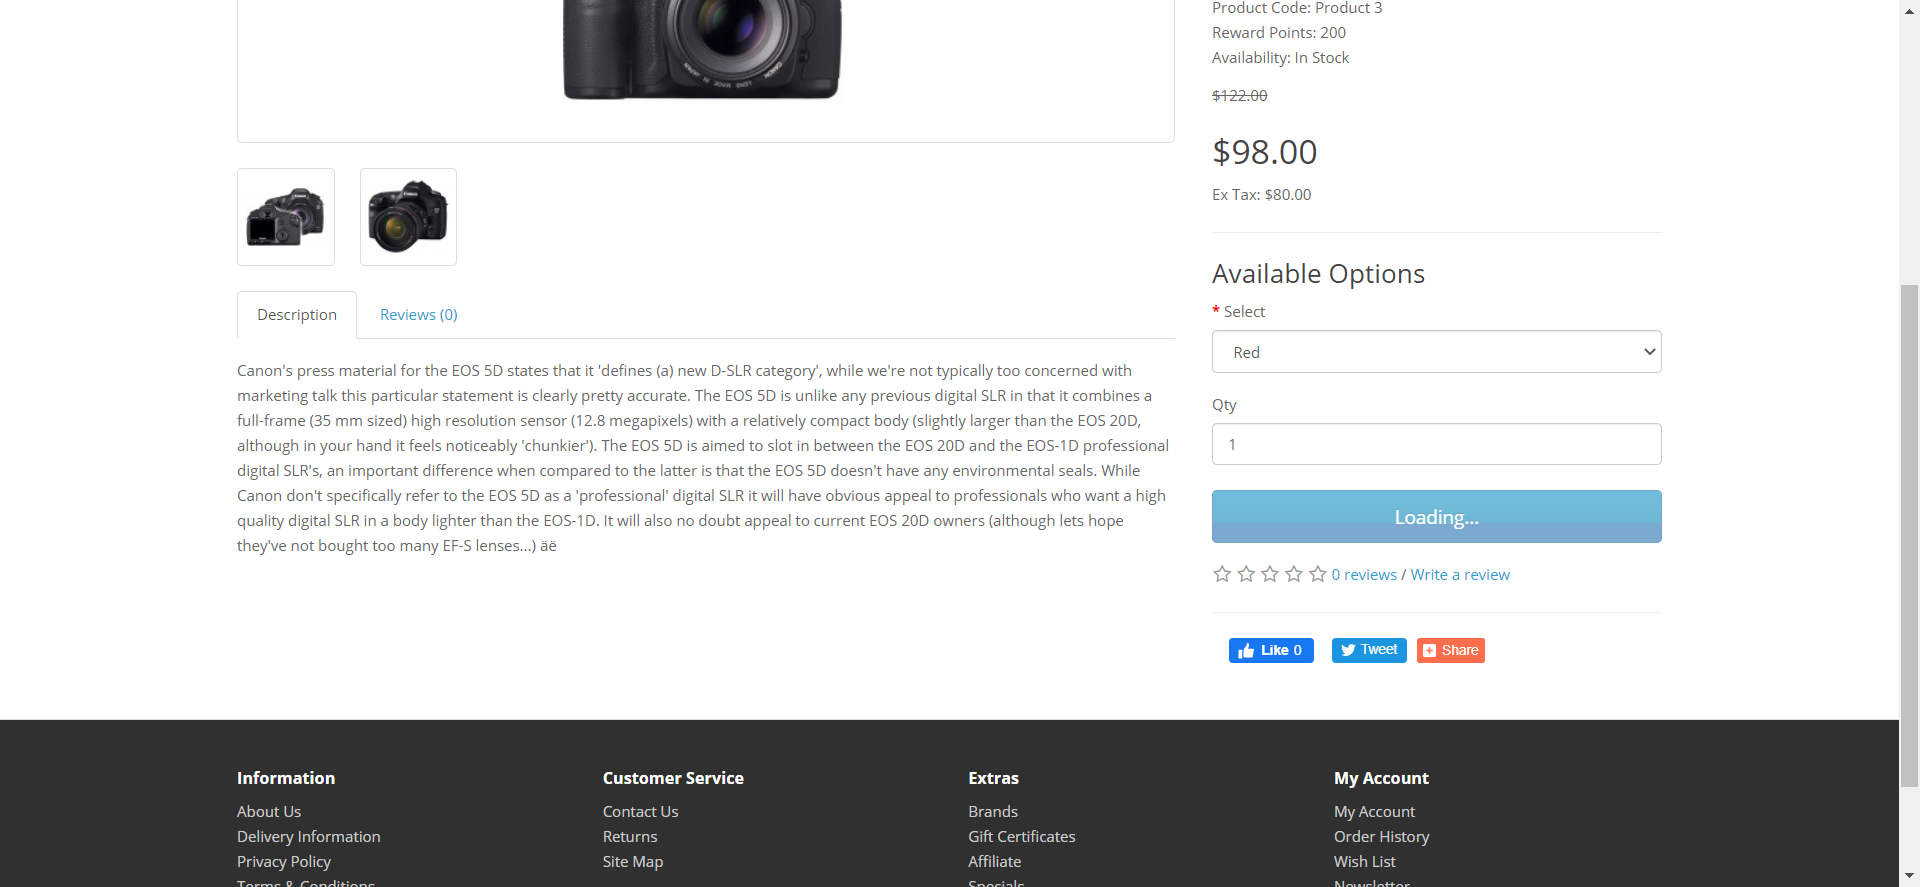 Product Code: Product 3
Reward Points: 200
Availability: In Stock
$122.00
$98.00
Ex Tax: $80.00
Available Options
* Select
Red
Qty
1
Loading...
0 reviews / Write a review
Like 0
Tweet
Share
CANON
LENS MADE IN JAPAN
Description
Reviews (0)
Canon's press material for the EOS 5D states that it 'defines (a) new D-SLR category', while we're not typically too concerned with
marketing talk this particular statement is clearly pretty accurate. The EOS 5D is unlike any previous digital SLR in that it combines a
full-frame (35 mm sized) high resolution sensor (12.8 megapixels) with a relatively compact body (slightly larger than the EOS 20D,
although in your hand it feels noticeably 'chunkier'). The EOS 5D is aimed to slot in between the EOS 20D and the EOS-1D professional
digital SLR's, an important difference when compared to the latter is that the EOS 5D doesn't have any environmental seals. While
Canon don't specifically refer to the EOS 5D as a 'professional' digital SLR it will have obvious appeal to professionals who want a high
quality digital SLR in a body lighter than the EOS-1D. It will also no doubt appeal to current EOS 20D owners (although lets hope
they've not bought too many EF-S lenses...) äë
Information
About Us
Delivery Information
Privacy Policy
Terms & Conditions
Customer Service
Contact Us
Returns
Site Map
Extras
Brands
Gift Certificates
Affiliate
Specials
My Account
My Account
Order History
Wish List
Newsletter